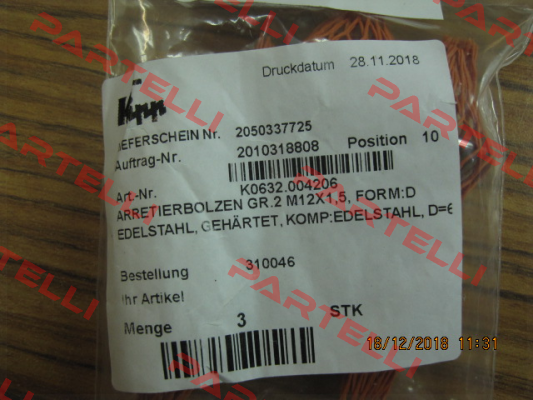 Druckdatum 28.11.2018
Kipp
IEFERSCHEIN Nr. 2050337725
Auftrag-Nr. 2010318808 Position 10
Art-Nr. K0632.004206
ARRETIERBOLZEN GR.2 M12X1,5, FORM:D
EDELSTAHL, GEHÄRTET, KOMP:EDELSTAHL, D=6
Bestellung 310046
Ihr Artikel
Menge 3 STK
18/12/2018 11:31
PARTELLI
PARTELLI
PARTELLI
PARTELLI
PARTELLI